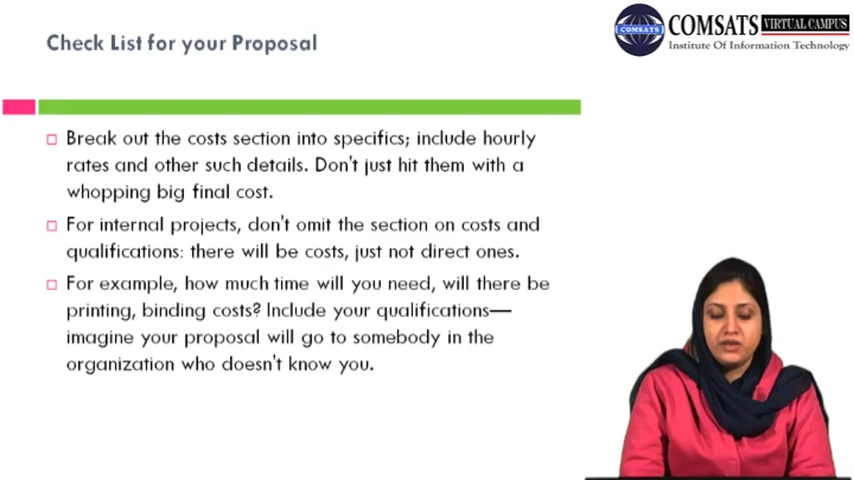 Check List for your Proposal
COMSATS
COMSATS VIRTUAL CAMPUS
Institute Of Information Technology
Break out the costs section into specifics; include hourly
rates and other such details. Don't just hit them with a
whopping big final cost.
For internal projects, don't omit the section on costs and
qualifications: there will be costs, just not direct ones.
For example, how much time will you need, will there be
printing, binding costs? Include your qualifications—
imagine your proposal will go to somebody in the
organization who doesn't know you.